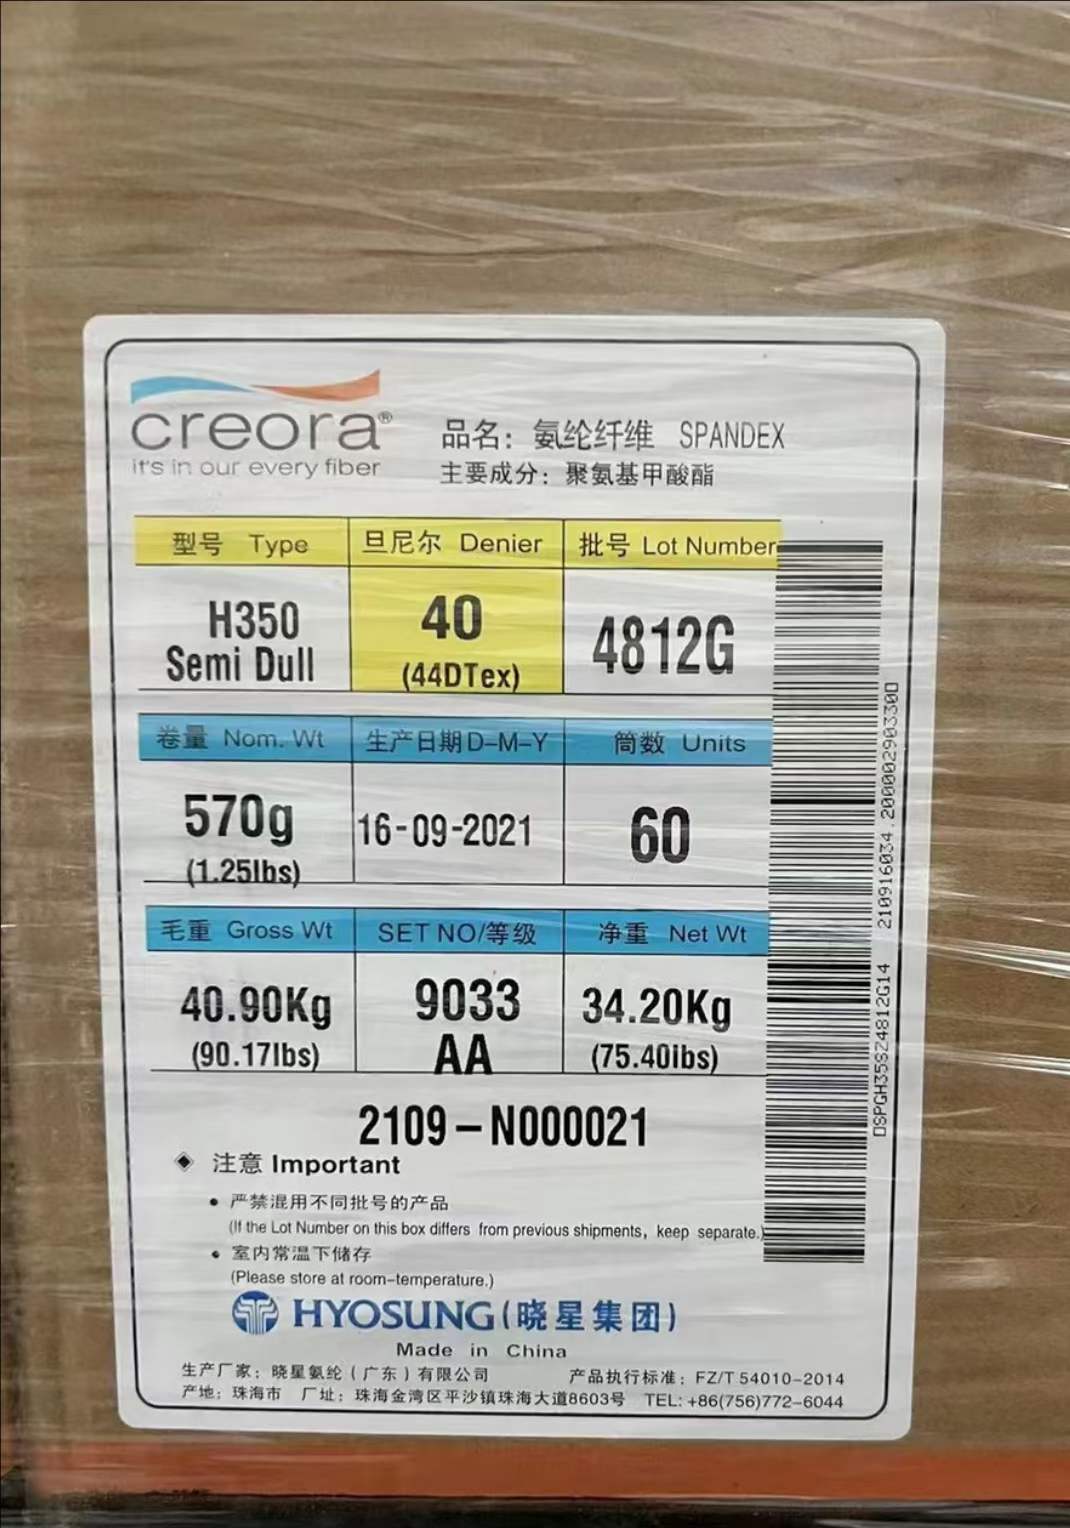 creora®
it's in our every fiber
品名：氨纶纤维 SPANDEX
主要成分：聚氨基甲酸酯
型号 Type 旦尼尔 Denier 批号 Lot Number
H350 Semi Dull 40 (44DTex) 4812G
卷量 Nom. Wt 生产日期D-M-Y 筒数 Units
570g (1.25lbs) 16-09-2021 60
毛重 Gross Wt SET NO/等级 净重 Net Wt
40.90Kg (90.17lbs) 9033 AA 34.20Kg (75.40lbs)
2109-N000021
◆ 注意 Important
• 严禁混用不同批号的产品
(If the Lot Number on this box differs from previous shipments, keep separate.)
• 室内常温下储存
(Please store at room-temperature.)
HYOSUNG(晓星集团)
Made in China
生产厂家：晓星氨纶（广东）有限公司 产品执行标准：FZ/T 54010-2014
产地：珠海市 厂址：珠海金湾区平沙镇珠海大道8603号 TEL: +86(756)772-6044